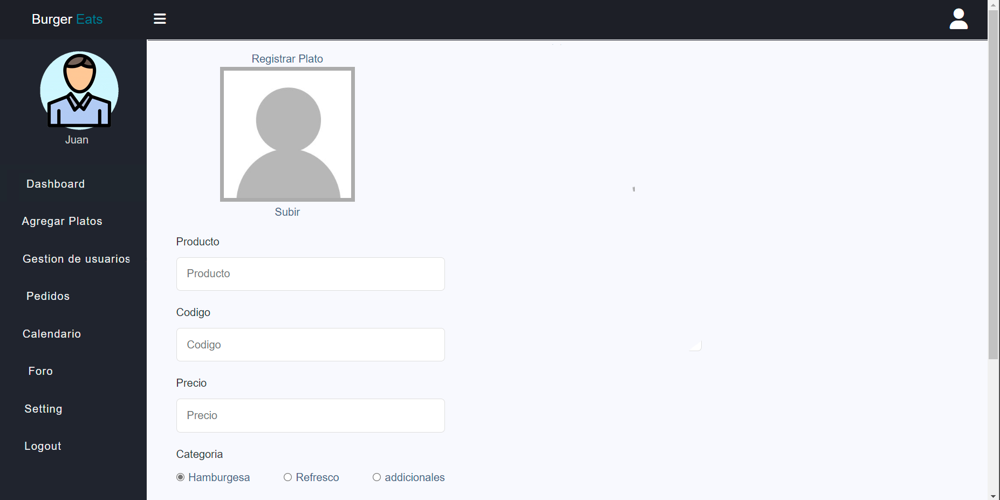 Burger Eats
Juan
Dashboard
Agregar Platos
Gestion de usuarios
Pedidos
Calendario
Foro
Setting
Logout
Registrar Plato
Subir
Producto
Producto
Codigo
Codigo
Precio
Precio
Categoria
Hamburgesa Refresco addicionales